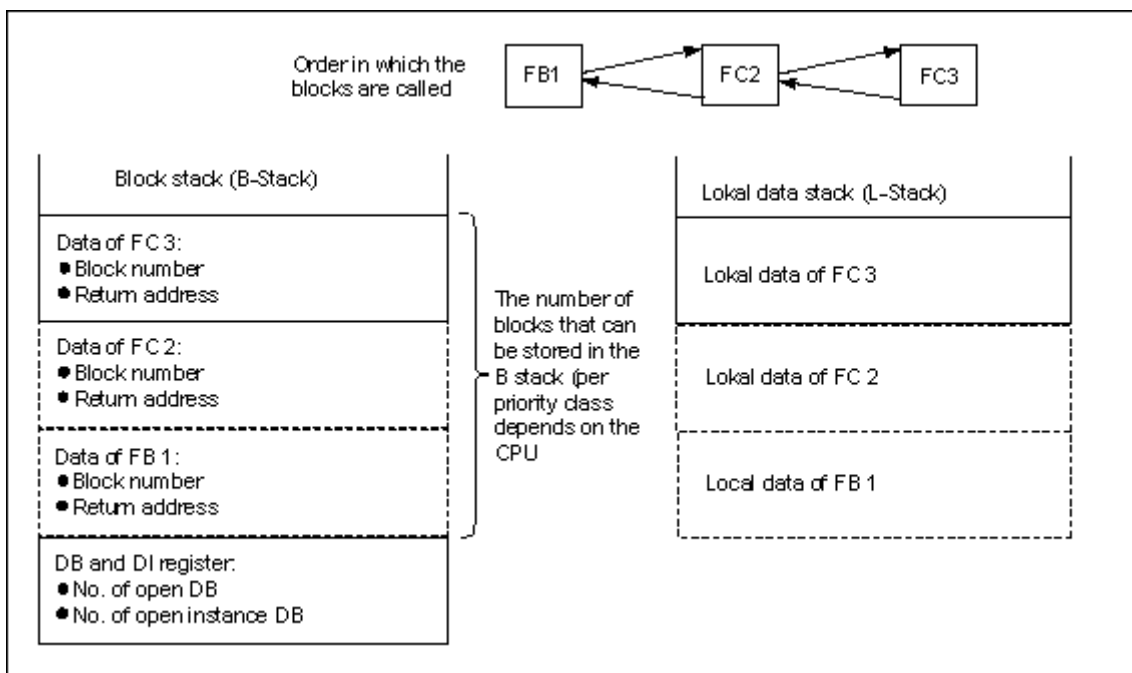 Order in which the
blocks are called
FB1
FC2
FC3
Block stack (B-Stack)
Data of FC 3:
● Block number
● Return address
Data of FC 2:
● Block number
● Return address
Data of FB 1:
● Block number
● Return address
DB and DI register:
● No. of open DB
● No. of open instance DB
The number of
blocks that can
be stored in the
B stack (per
priority class
depends on the
CPU
Lokal data stack (L-Stack)
Lokal data of FC 3
Lokal data of FC 2
Local data of FB 1